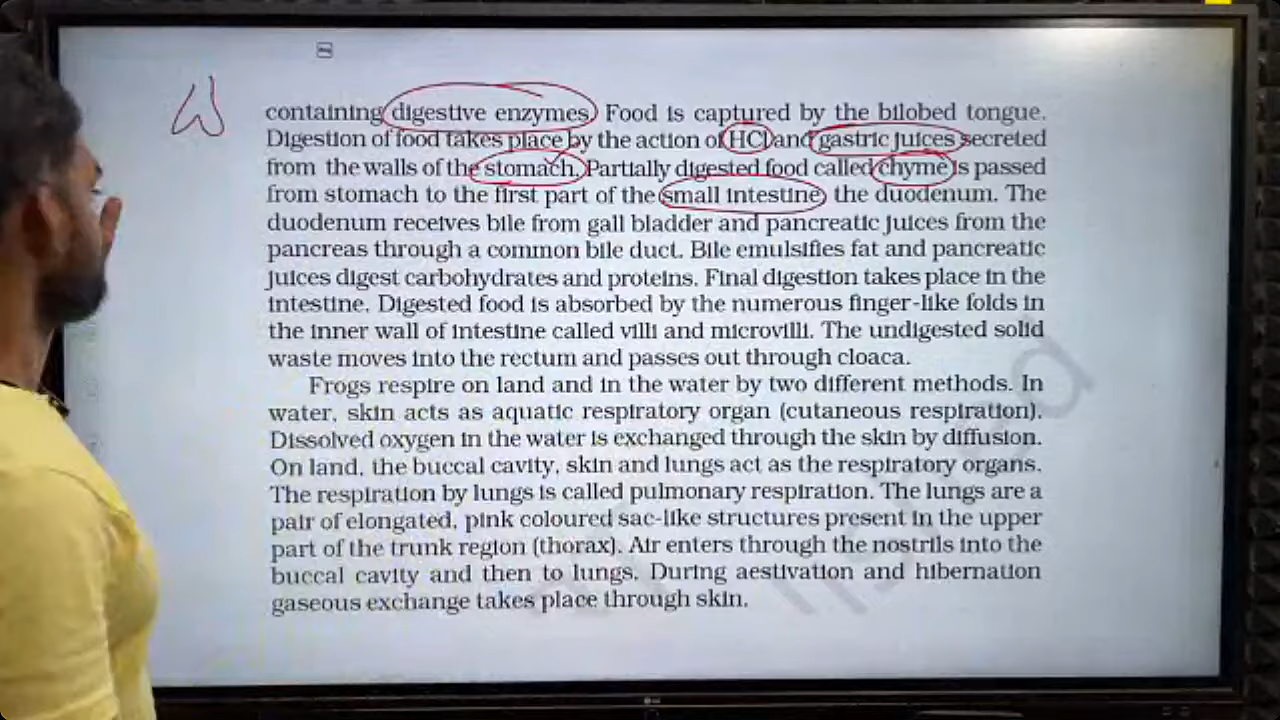 containing digestive enzymes. Food is captured by the bilobed tongue.
Digestion of food takes place by the action of HCl and gastric juices secreted
from the walls of the stomach. Partially digested food called chyme is passed
from stomach to the first part of the small intestine, the duodenum. The
duodenum receives bile from gall bladder and pancreatic juices from the
pancreas through a common bile duct. Bile emulsifies fat and pancreatic
juices digest carbohydrates and proteins. Final digestion takes place in the
intestine. Digested food is absorbed by the numerous finger-like folds in
the inner wall of intestine called villi and microvilli. The undigested solid
waste moves into the rectum and passes out through cloaca.
Frogs respire on land and in the water by two different methods. In
water, skin acts as aquatic respiratory organ (cutaneous respiration).
Dissolved oxygen in the water is exchanged through the skin by diffusion.
On land, the buccal cavity, skin and lungs act as the respiratory organs.
The respiration by lungs is called pulmonary respiration. The lungs are a
pair of elongated, pink coloured sac-like structures present in the upper
part of the trunk region (thorax). Air enters through the nostrils into the
buccal cavity and then to lungs. During aestivation and hibernation
gaseous exchange takes place through skin.